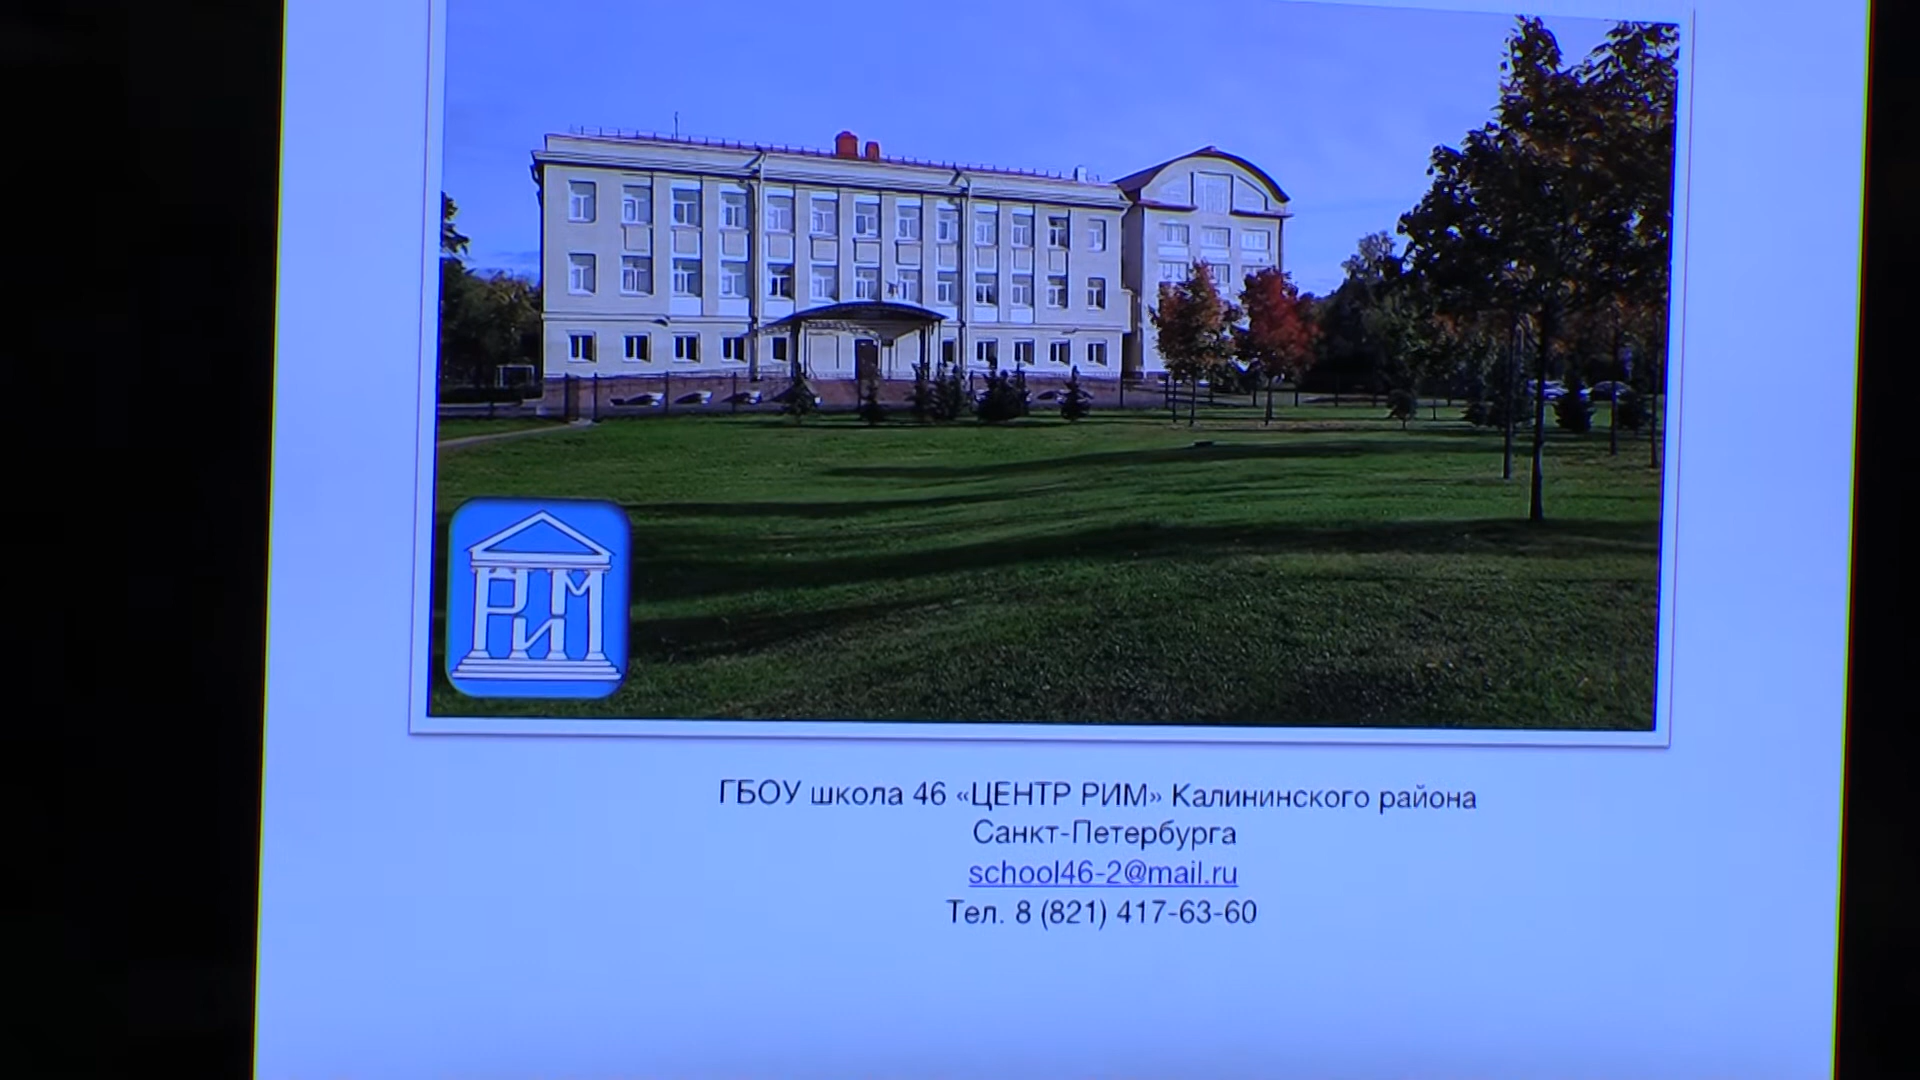 РИМ
ГБОУ школа 46 «ЦЕНТР РИМ» Калининского района
Санкт-Петербурга
school46-2@mail.ru
Тел. 8 (821) 417-63-60